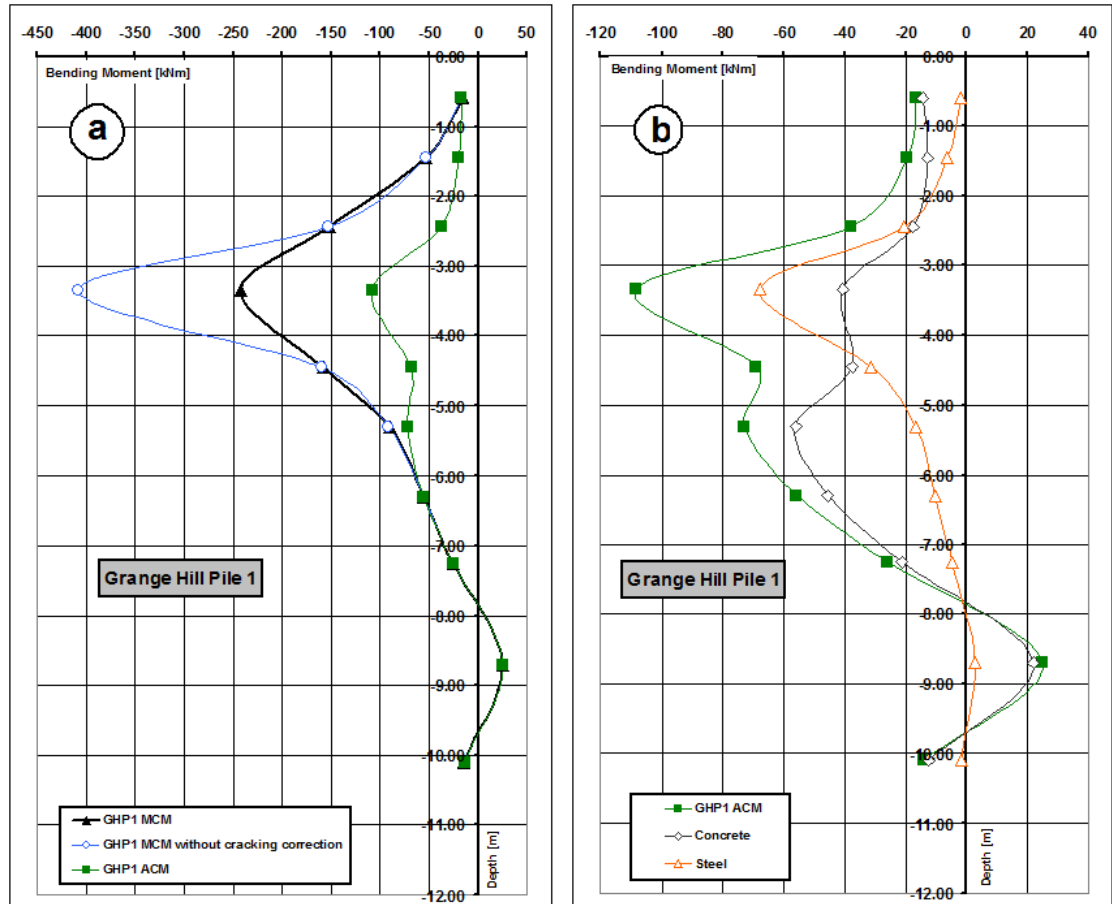 -450 -400 -350 -300 -250 -200 -150 -100 -50 0 50
Bending Moment [kNm]
0.00
a
-1.00
-2.00
-3.00
-4.00
-5.00
-6.00
-7.00
Grange Hill Pile 1
-8.00
-9.00
-10.00
-11.00
-12.00
GHP1 MCM
GHP1 MCM without cracking correction
GHP1 ACM
Depth [m]
-120 -100 -80 -60 -40 -20 0 20 40
Bending Moment [kNm]
0.00
b
-1.00
-2.00
-3.00
-4.00
-5.00
-6.00
-7.00
Grange Hill Pile 1
-8.00
-9.00
-10.00
-11.00
-12.00
GHP1 ACM
Concrete
Steel
Depth [m]